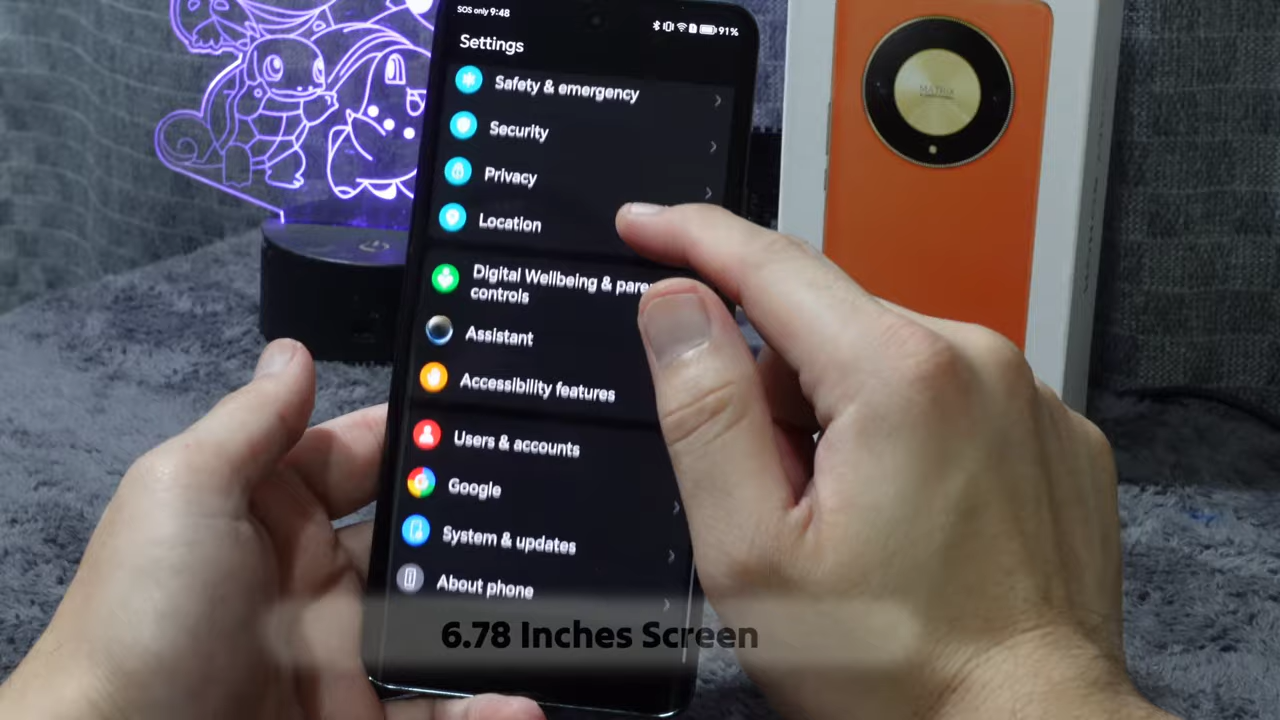 SOS only 9:48
91%
Settings
Safety & emergency
Security
Privacy
Location
Digital Wellbeing & pare
controls
Assistant
Accessibility features
Users & accounts
Google
System & updates
About phone
6.78 Inches Screen
MATRIX